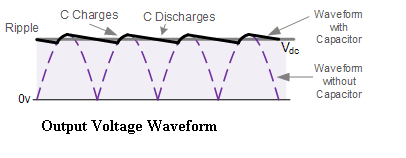 C Charges
C Discharges
Waveform
with
Capacitor
Ripple
Vdc
Waveform
without
Capacitor
0v
Output Voltage Waveform